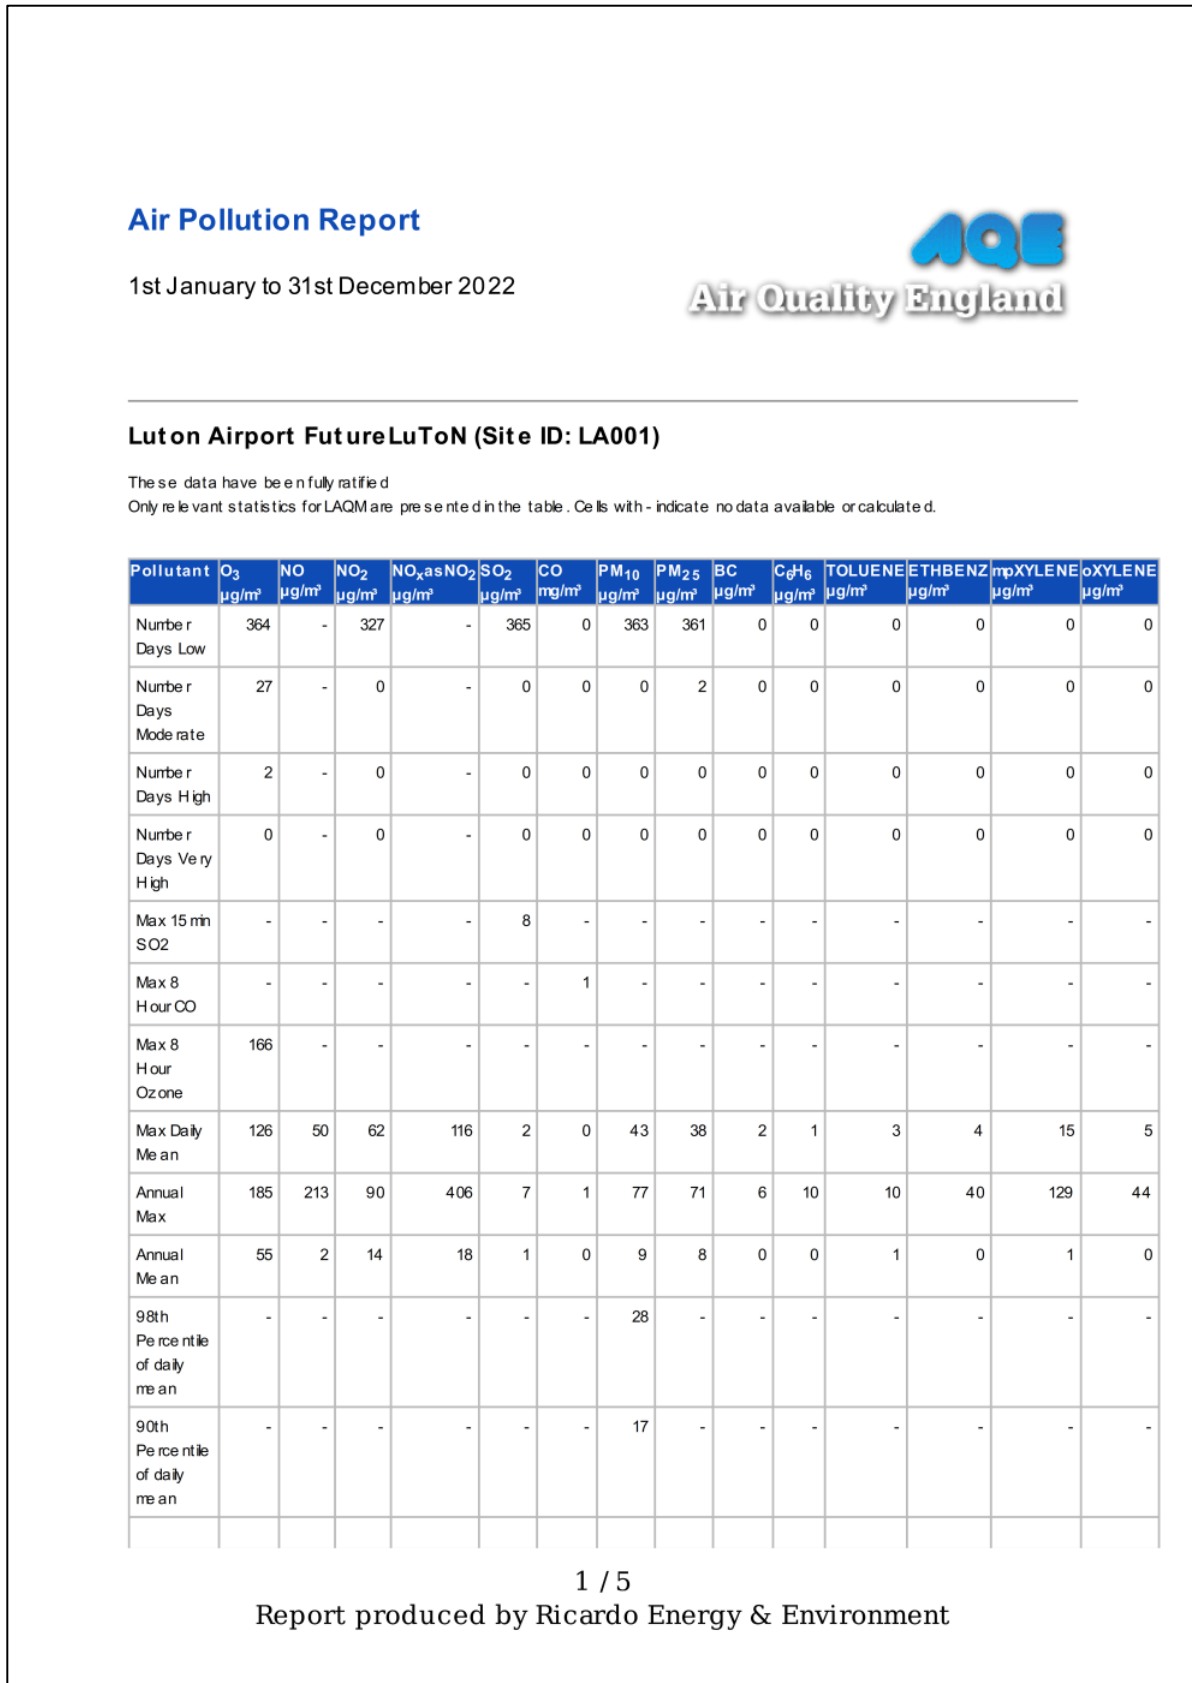 Air Pollution Report
AQE
1st January to 31st December 2022
Air Quality England
Luton Airport FutureLuToN (Site ID: LA001)
These data have been fully ratified
Only relevant statistics for LAQM are presented in the table. Cells with - indicate no data available or calculated.
Pollutant O₃ µg/m³ NO µg/m³ NO₂ µg/m³ NOₓasNO₂ µg/m³ SO₂ µg/m³ CO mg/m³ PM₁₀ µg/m³ PM₂₅ µg/m³ BC µg/m³ C₆H₆ µg/m³ TOLUENE µg/m³ ETHBENZ µg/m³ mpXYLENE µg/m³ oXYLENE µg/m³
Number Days Low 364 - 327 - 365 0 363 361 0 0 0 0 0 0
Number Days Moderate 27 - 0 - 0 0 0 2 0 0 0 0 0 0
Number Days High 2 - 0 - 0 0 0 0 0 0 0 0 0 0
Number Days Very High 0 - 0 - 0 0 0 0 0 0 0 0 0 0
Max 15 min SO2 - - - - 8 - - - - - - - - -
Max 8 Hour CO - - - - - 1 - - - - - - - -
Max 8 Hour Ozone 166 - - - - - - - - - - - - -
Max Daily Mean 126 50 62 116 2 0 43 38 2 1 3 4 15 5
Annual Max 185 213 90 406 7 1 77 71 6 10 10 40 129 44
Annual Mean 55 2 14 18 1 0 9 8 0 0 1 0 1 0
98th Percentile of daily mean - - - - - - 28 - - - - - - -
90th Percentile of daily mean - - - - - - 17 - - - - - - -
1 / 5
Report produced by Ricardo Energy & Environment